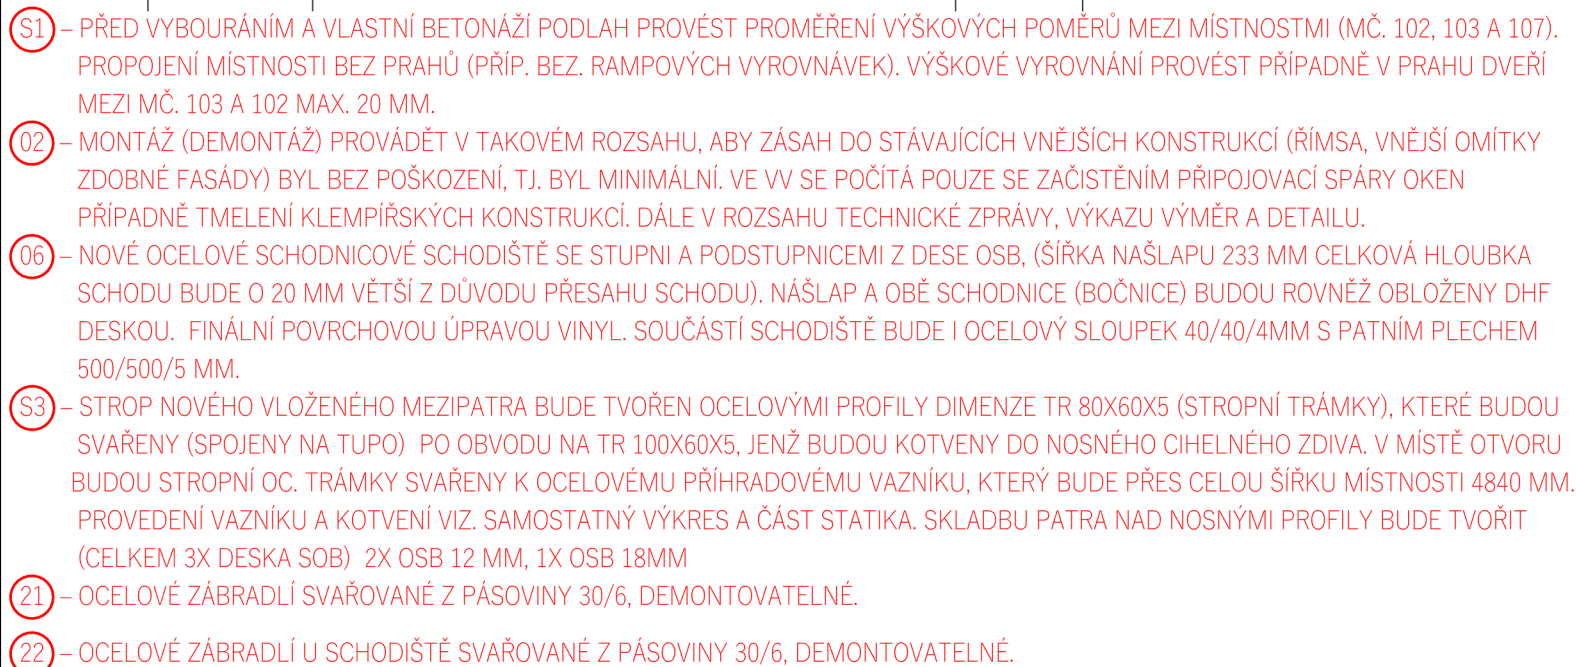 S1 – PŘED VYBOURÁNÍM A VLASTNÍ BETONÁŽÍ PODLAH PROVÉST PROMĚŘENÍ VÝŠKOVÝCH POMĚRŮ MEZI MÍSTNOSTMI (MČ. 102, 103 A 107).
PROPOJENÍ MÍSTNOSTI BEZ PRAHŮ (PŘÍP. BEZ. RAMPOVÝCH VYROVNÁVEK). VÝŠKOVÉ VYROVNÁNÍ PROVÉST PŘÍPADNĚ V PRAHU DVEŘÍ
MEZI MČ. 103 A 102 MAX. 20 MM.
02 – MONTÁŽ (DEMONTÁŽ) PROVÁDĚT V TAKOVÉM ROZSAHU, ABY ZÁSAH DO STÁVAJÍCÍCH VNĚJŠÍCH KONSTRUKCÍ (ŘÍMSA, VNĚJŠÍ OMÍTKY
ZDOBNÉ FASÁDY) BYL BEZ POŠKOZENÍ, TJ. BYL MINIMÁLNÍ. VE VV SE POČÍTÁ POUZE SE ZAČISTĚNÍM PŘIPOJOVACÍ SPÁRY OKEN
PŘÍPADNĚ TMELENÍ KLEMPÍŘSKÝCH KONSTRUKCÍ. DÁLE V ROZSAHU TECHNICKÉ ZPRÁVY, VÝKAZU VÝMĚR A DETAILU.
06 – NOVÉ OCELOVÉ SCHODNICOVÉ SCHODIŠTĚ SE STUPNI A PODSTUPNICEMI Z DESE OSB, (ŠÍŘKA NAŠLAPU 233 MM CELKOVÁ HLOUBKA
SCHODU BUDE O 20 MM VĚTŠÍ Z DŮVODU PŘESAHU SCHODU). NÁŠLAP A OBĚ SCHODNICE (BOČNICE) BUDOU ROVNĚŽ OBLOŽENY DHF
DESKOU. FINÁLNÍ POVRCHOVOU ÚPRAVOU VINYL. SOUČÁSTÍ SCHODIŠTĚ BUDE I OCELOVÝ SLOUPEK 40/40/4MM S PATNÍM PLECHEM
500/500/5 MM.
S3 – STROP NOVÉHO VLOŽENÉHO MEZIPATRA BUDE TVOŘEN OCELOVÝMI PROFILY DIMENZE TR 80X60X5 (STROPNÍ TRÁMKY), KTERÉ BUDOU
SVAŘENY (SPOJENY NA TUPO) PO OBVODU NA TR 100X60X5, JENŽ BUDOU KOTVENY DO NOSNÉHO CIHELNÉHO ZDIVA. V MÍSTĚ OTVORU
BUDOU STROPNÍ OC. TRÁMKY SVAŘENY K OCELOVÉMU PŘÍHRADOVÉMU VAZNÍKU, KTERÝ BUDE PŘES CELOU ŠÍŘKU MÍSTNOSTI 4840 MM.
PROVEDENÍ VAZNÍKU A KOTVENÍ VIZ. SAMOSTATNÝ VÝKRES A ČÁST STATIKA. SKLADBU PATRA NAD NOSNÝMI PROFILY BUDE TVOŘIT
(CELKEM 3X DESKA SOB) 2X OSB 12 MM, 1X OSB 18MM
21 – OCELOVÉ ZÁBRADLÍ SVAŘOVANÉ Z PÁSOVINY 30/6, DEMONTOVATELNÉ.
22 – OCELOVÉ ZÁBRADLÍ U SCHODIŠTĚ SVAŘOVANÉ Z PÁSOVINY 30/6, DEMONTOVATELNÉ.